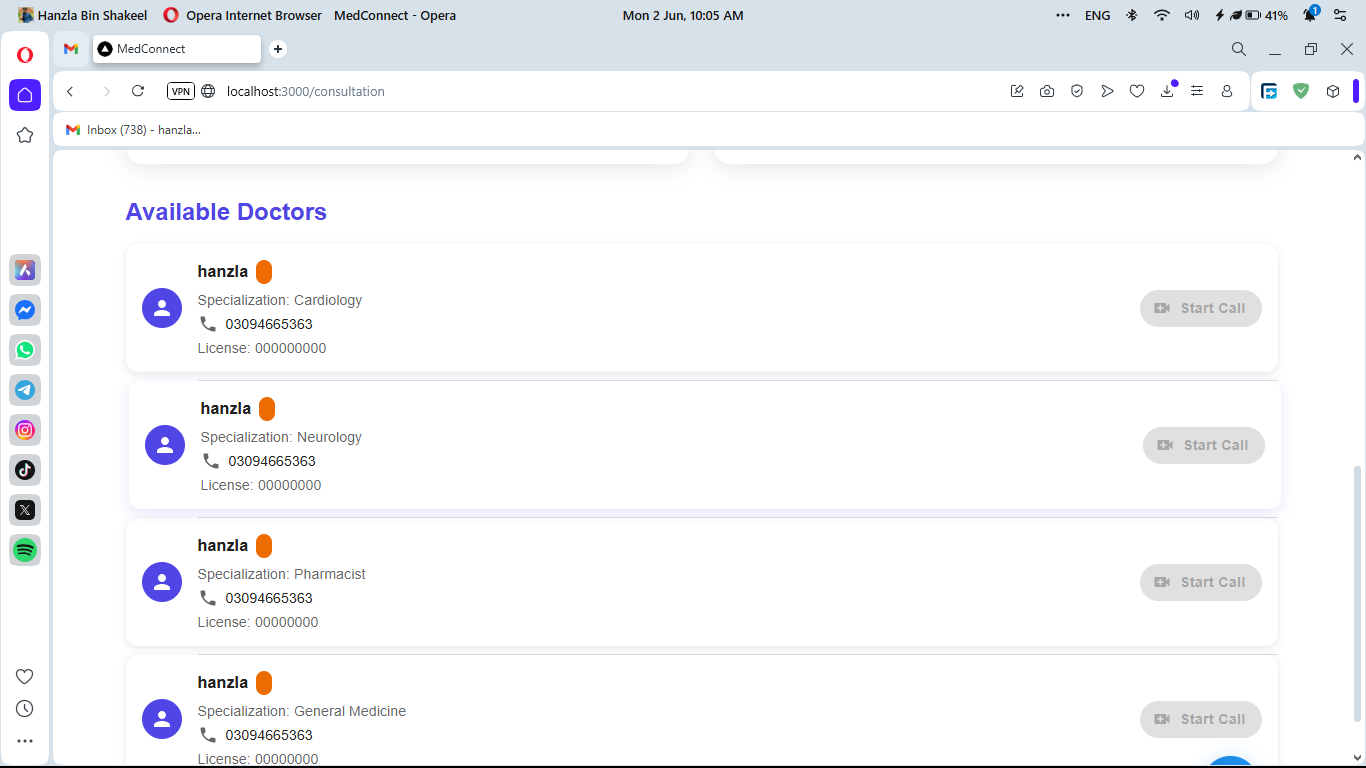 Hanzla Bin Shakeel Opera Internet Browser MedConnect - Opera Mon 2 Jun, 10:05 AM ENG 41% 1
MedConnect
VPN localhost:3000/consultation
Inbox (738) - hanzla...
Available Doctors
hanzla
Specialization: Cardiology
03094665363
License: 000000000
Start Call
hanzla
Specialization: Neurology
03094665363
License: 00000000
Start Call
hanzla
Specialization: Pharmacist
03094665363
License: 00000000
Start Call
hanzla
Specialization: General Medicine
03094665363
License: 00000000
Start Call